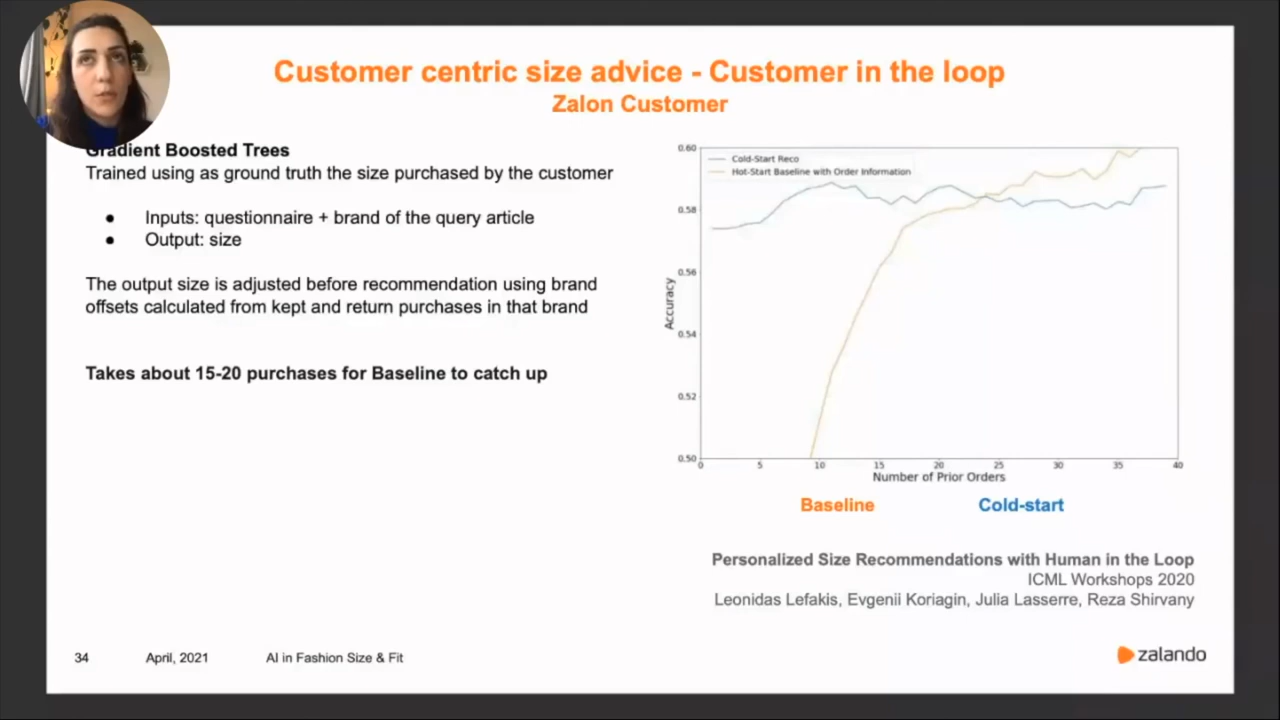 Customer centric size advice - Customer in the loop
Zalon Customer
Gradient Boosted Trees
Trained using as ground truth the size purchased by the customer
● Inputs: questionnaire + brand of the query article
● Output: size
The output size is adjusted before recommendation using brand
offsets calculated from kept and return purchases in that brand
Takes about 15-20 purchases for Baseline to catch up
Cold-Start Reco
Hot-Start Baseline with Order Information
0.60
0.58
0.56
0.54
0.52
0.50
Accuracy
0 5 10 15 20 25 30 35 40
Number of Prior Orders
Baseline Cold-start
Personalized Size Recommendations with Human in the Loop
ICML Workshops 2020
Leonidas Lefakis, Evgenii Koriagin, Julia Lasserre, Reza Shirvany
34 April, 2021 AI in Fashion Size & Fit
zalando